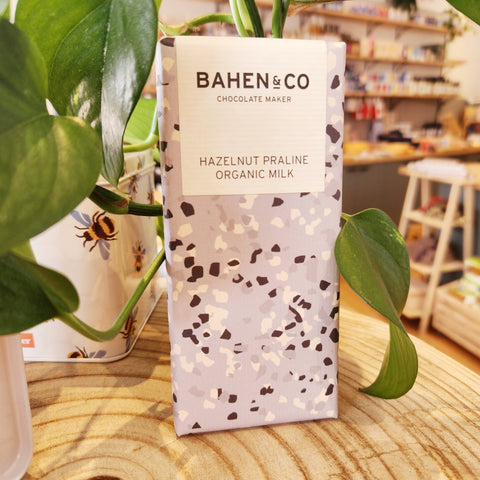 BAHEN & CO
CHOCOLATE MAKER
HAZELNUT PRALINE
ORGANIC MILK